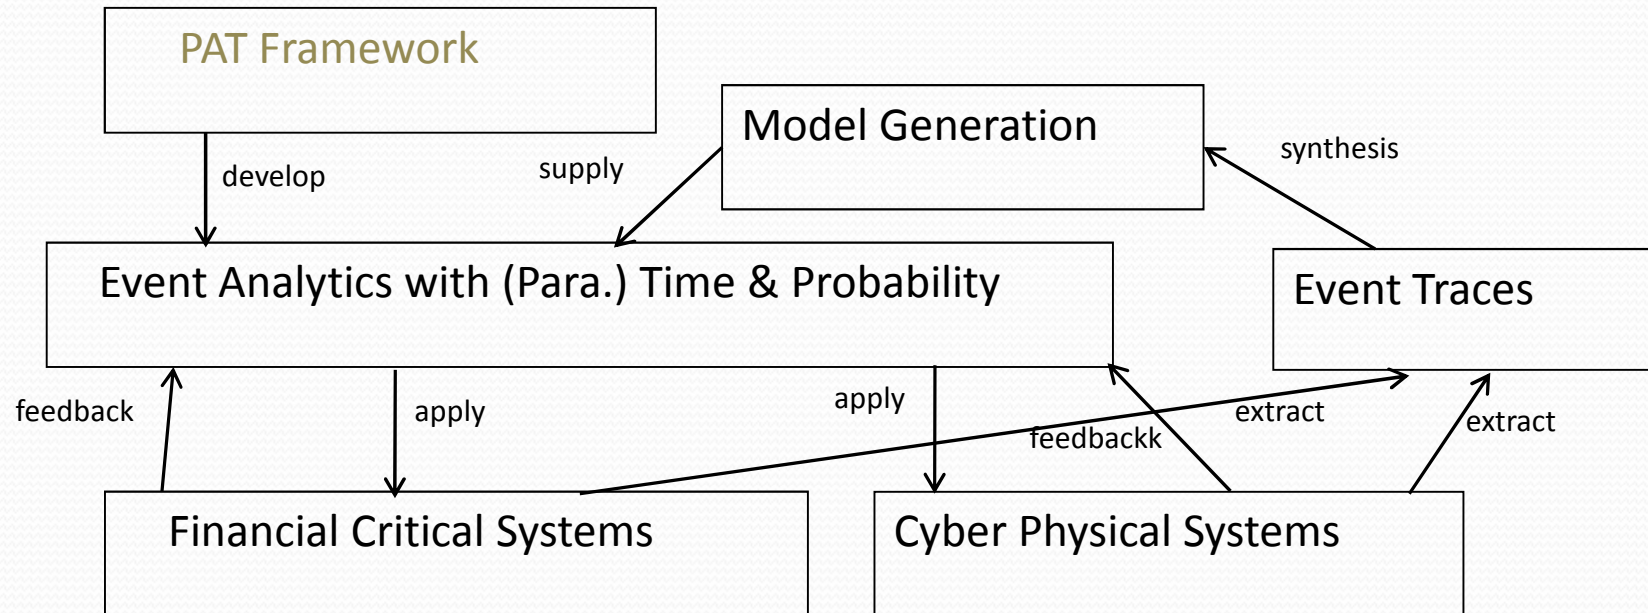 PAT Framework
Model Generation
synthesis
develop
supply
Event Analytics with (Para.) Time & Probability
Event Traces
feedback
apply
apply
feedbackk
extract
extract
Financial Critical Systems
Cyber Physical Systems